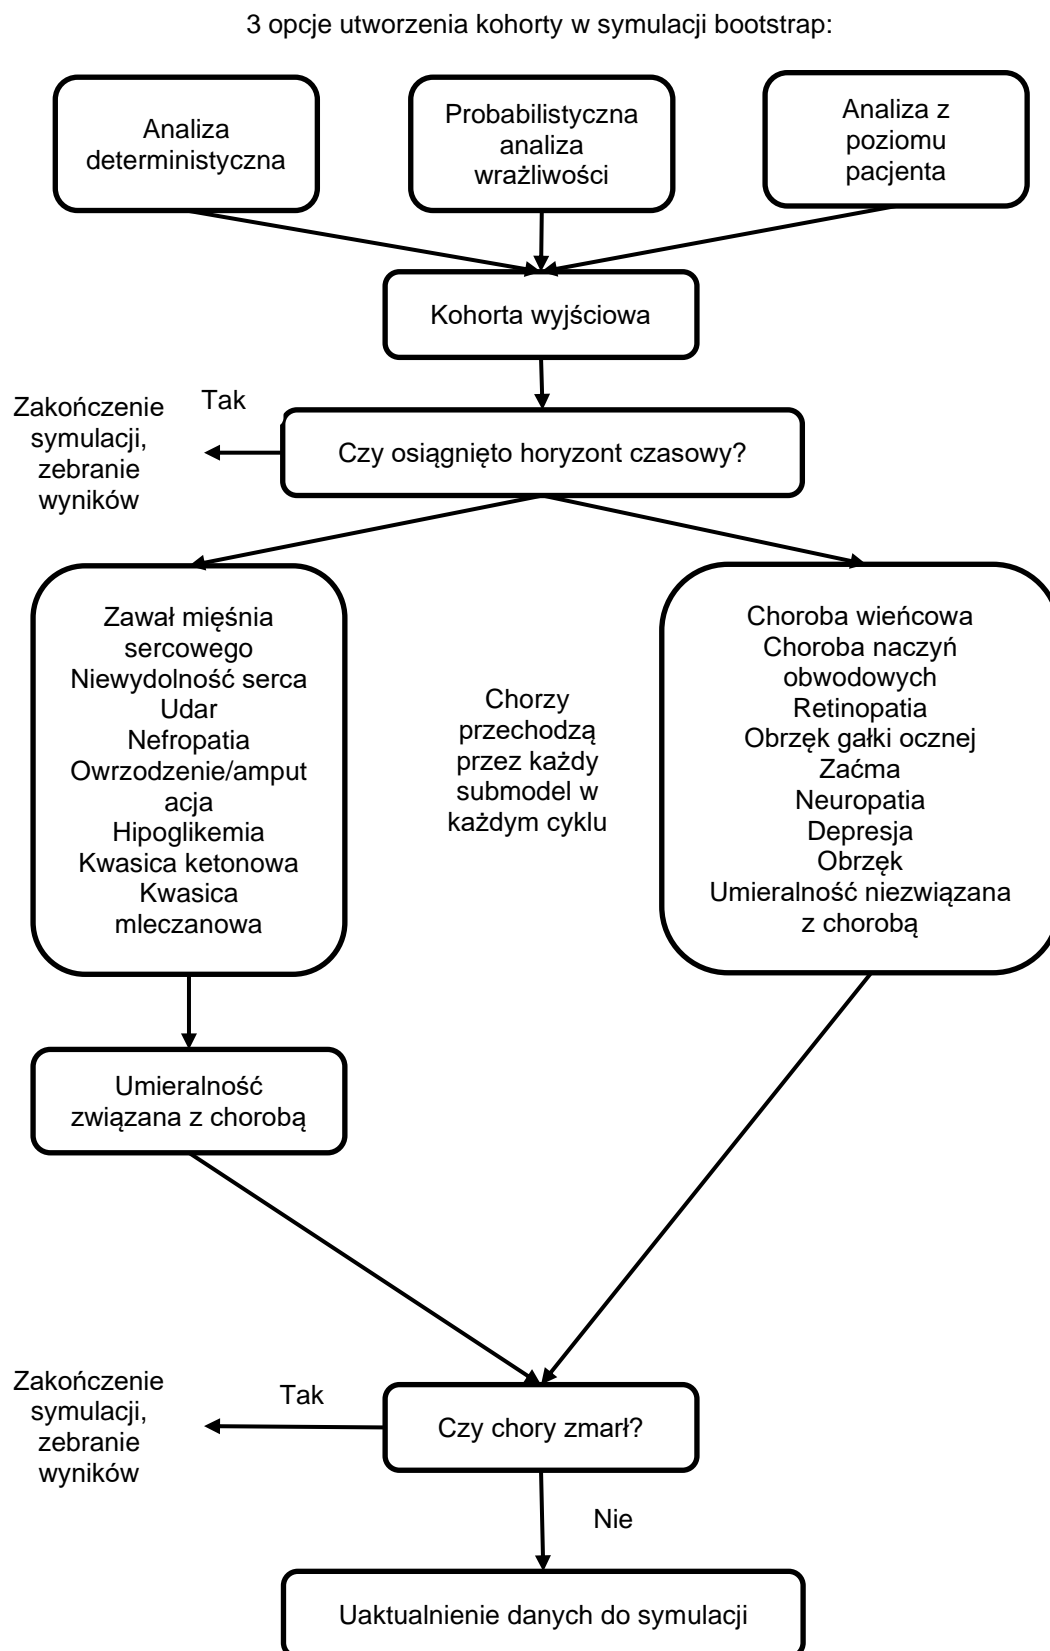 3 opcje utworzenia kohorty w symulacji bootstrap:
Analiza
deterministyczna
Probabilistyczna
analiza
wrażliwości
Analiza z
poziomu
pacjenta
Kohorta wyjściowa
Zakończenie
symulacji,
zebranie
wyników
Tak
Czy osiągnięto horyzont czasowy?
Zawał mięśnia
sercowego
Niewydolność serca
Udar
Nefropatia
Owrzodzenie/amput
acja
Hipoglikemia
Kwasica ketonowa
Kwasica
mleczanowa
Chorzy
przechodzą
przez każdy
submodel w
każdym cyklu
Choroba wieńcowa
Choroba naczyń
obwodowych
Retinopatia
Obrzęk gałki ocznej
Zaćma
Neuropatia
Depresja
Obrzęk
Umieralność niezwiązana
z chorobą
Umieralność
związana z chorobą
Zakończenie
symulacji,
zebranie
wyników
Tak
Czy chory zmarł?
Nie
Uaktualnienie danych do symulacji